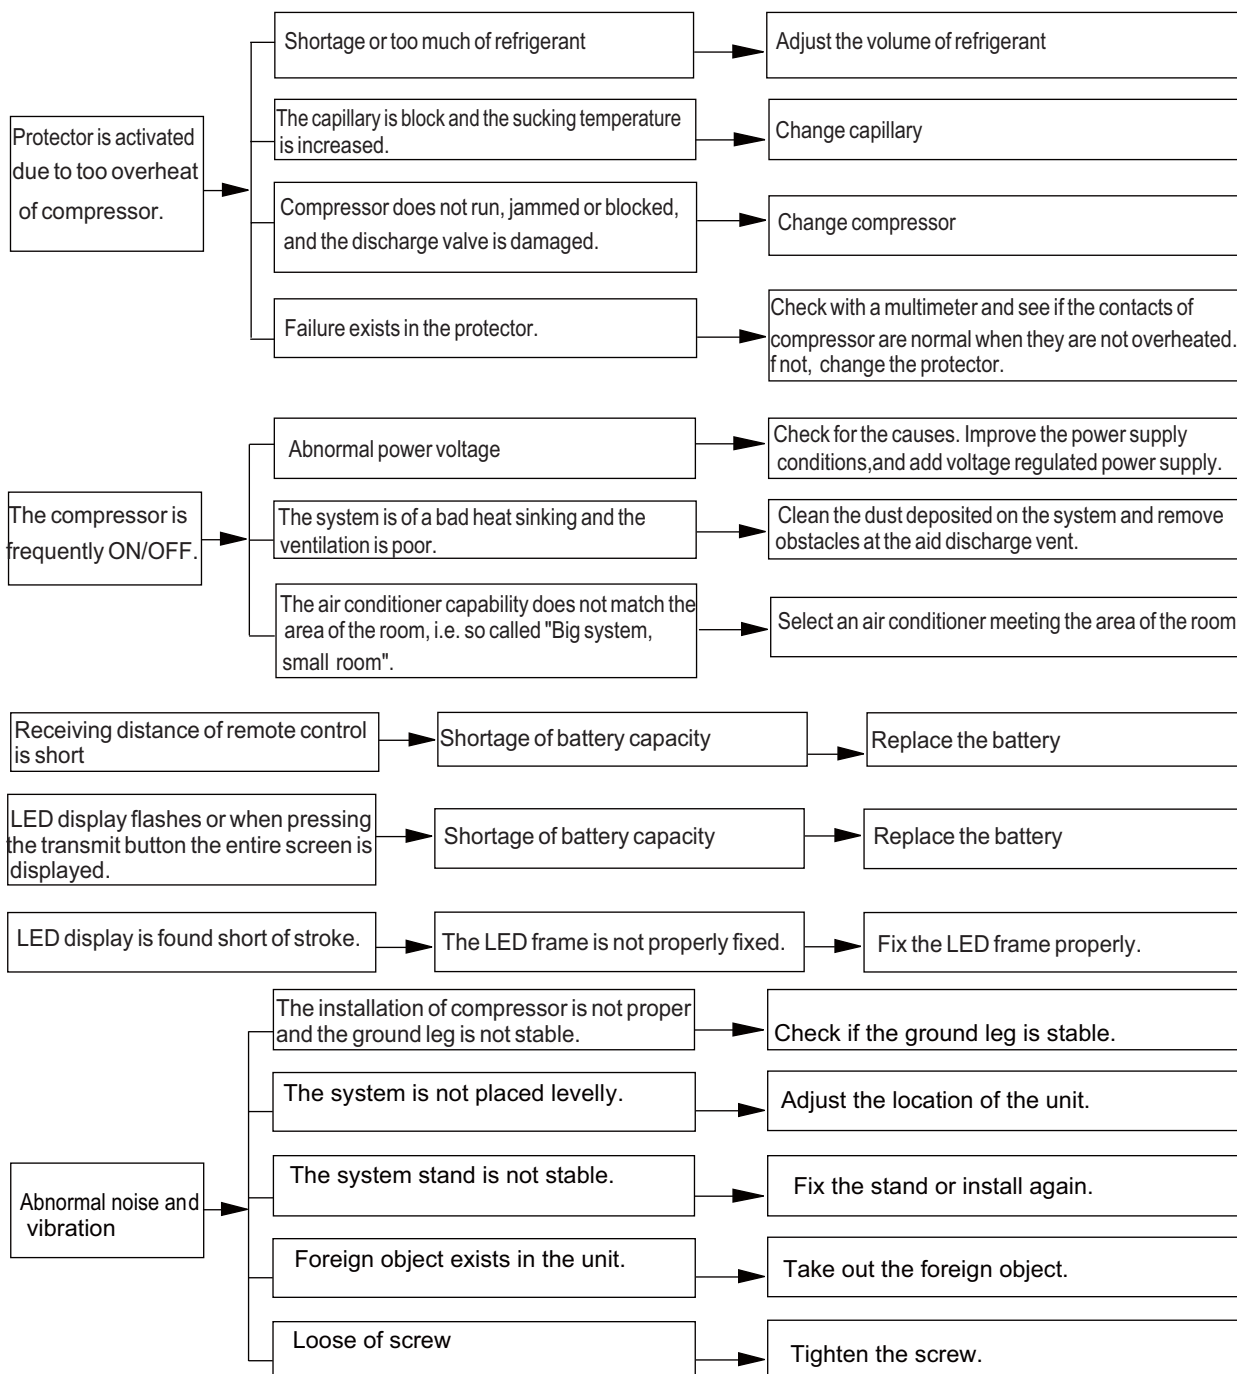 Shortage or too much of refrigerant
Adjust the volume of refrigerant
Protector is activated
due to too overheat
of compressor.
The capillary is block and the sucking temperature
is increased.
Change capillary
Compressor does not run, jammed or blocked,
and the discharge valve is damaged.
Change compressor
Failure exists in the protector.
Check with a multimeter and see if the contacts of
compressor are normal when they are not overheated.
f not, change the protector.
The compressor is
frequently ON/OFF.
Abnormal power voltage
Check for the causes. Improve the power supply
conditions,and add voltage regulated power supply.
The system is of a bad heat sinking and the
ventilation is poor.
Clean the dust deposited on the system and remove
obstacles at the aid discharge vent.
The air conditioner capability does not match the
area of the room, i.e. so called "Big system,
small room".
Select an air conditioner meeting the area of the room
Receiving distance of remote control
is short
Shortage of battery capacity
Replace the battery
LED display flashes or when pressing
the transmit button the entire screen is
displayed.
Shortage of battery capacity
Replace the battery
LED display is found short of stroke.
The LED frame is not properly fixed.
Fix the LED frame properly.
Abnormal noise and
vibration
The installation of compressor is not proper
and the ground leg is not stable.
Check if the ground leg is stable.
The system is not placed levelly.
Adjust the location of the unit.
The system stand is not stable.
Fix the stand or install again.
Foreign object exists in the unit.
Take out the foreign object.
Loose of screw
Tighten the screw.